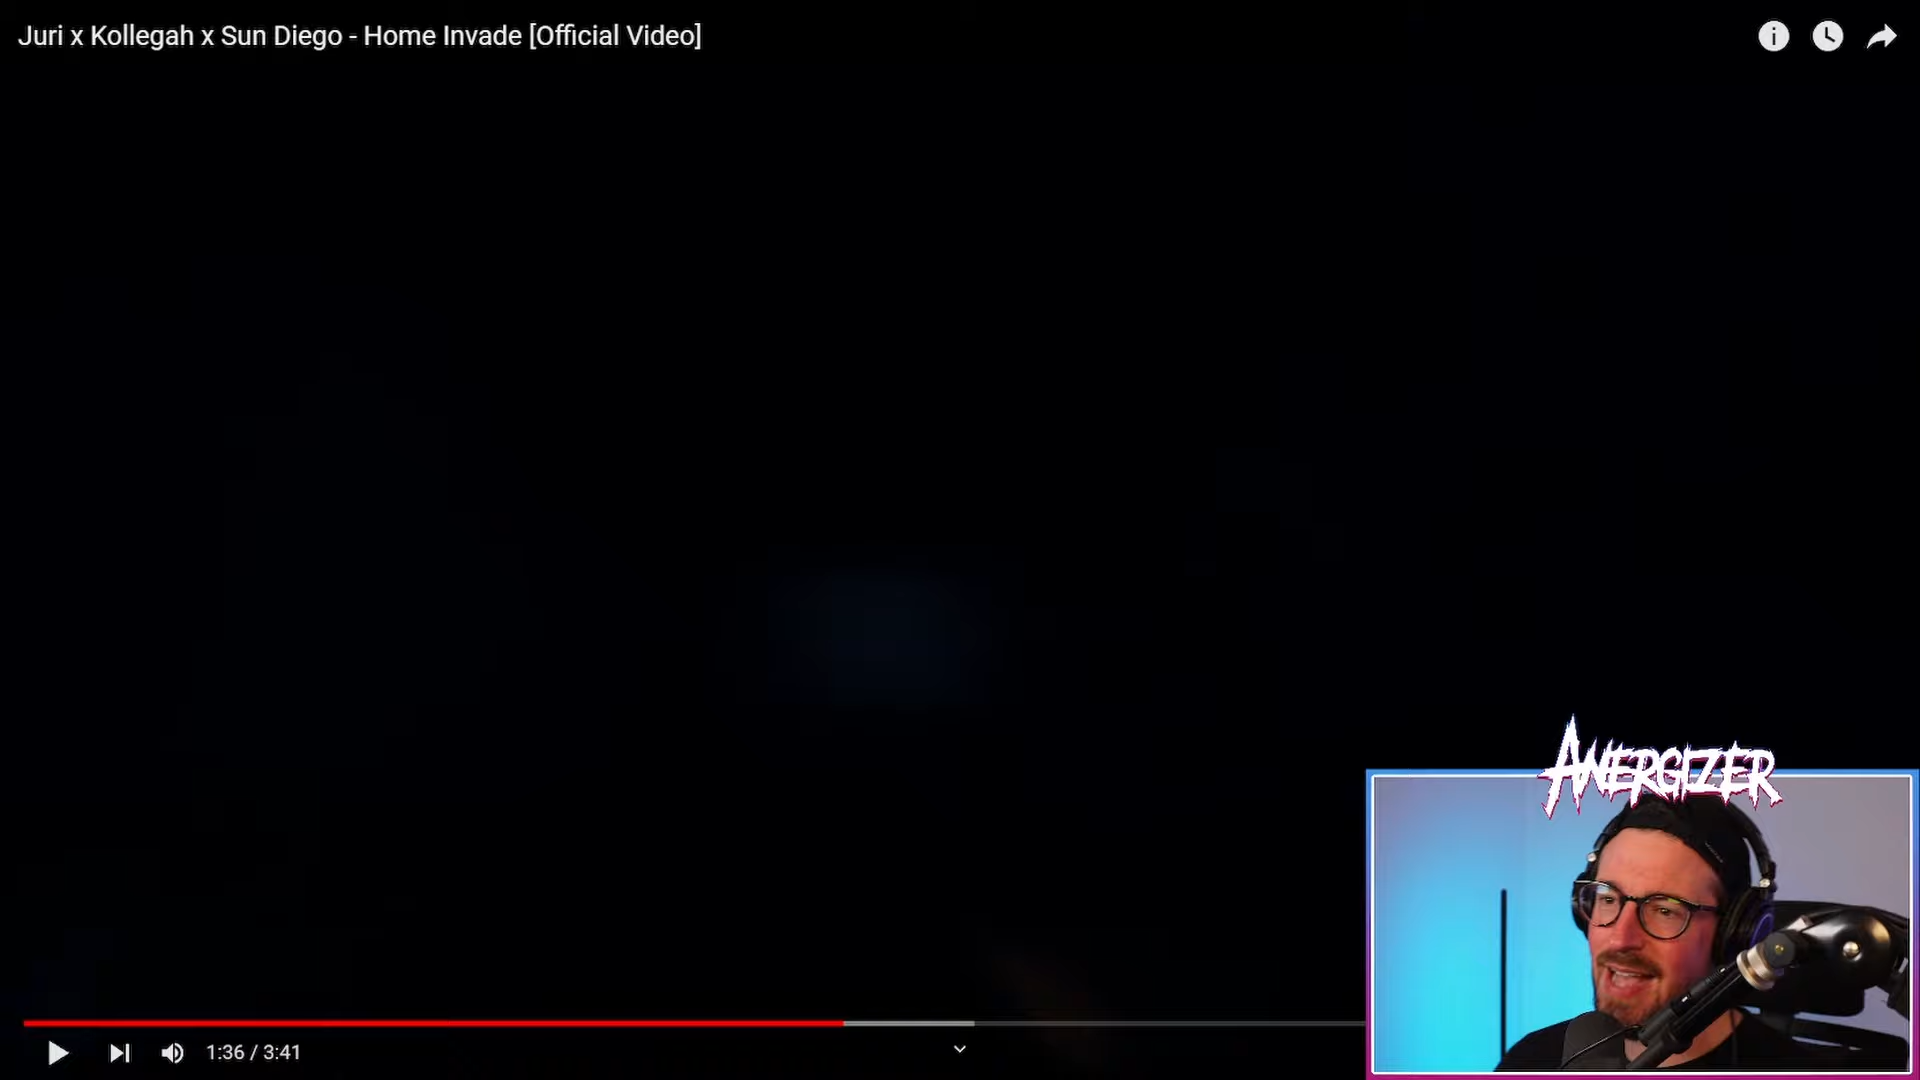 Juri x Kollegah x Sun Diego - Home Invade [Official Video]
ANERGIZER
1:36 / 3:41